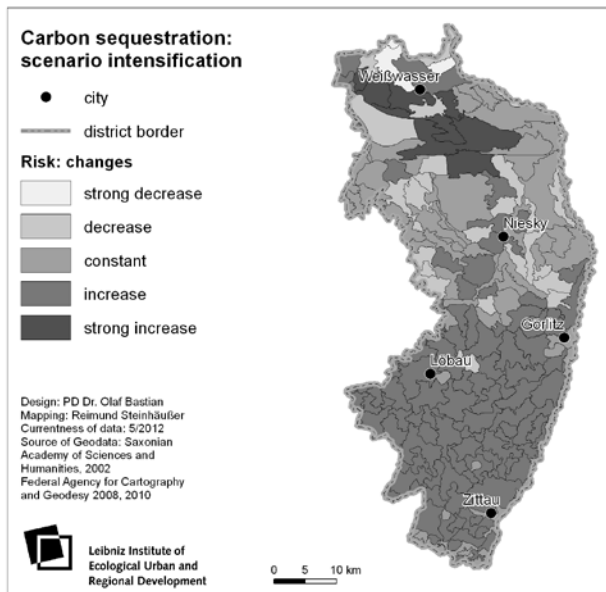 Carbon sequestration:
scenario intensification
city
district border
Risk: changes
strong decrease
decrease
constant
increase
strong increase
Design: PD Dr. Olaf Bastian
Mapping: Reimund Steinhäußer
Currentness of data: 5/2012
Source of Geodata: Saxonian
Academy of Sciences and
Humanities, 2002
Federal Agency for Cartography
and Geodesy 2008, 2010
Leibniz Institute of
Ecological Urban and
Regional Development
0 5 10 km
Weißwasser
Niesky
Görlitz
Löbau
Zittau